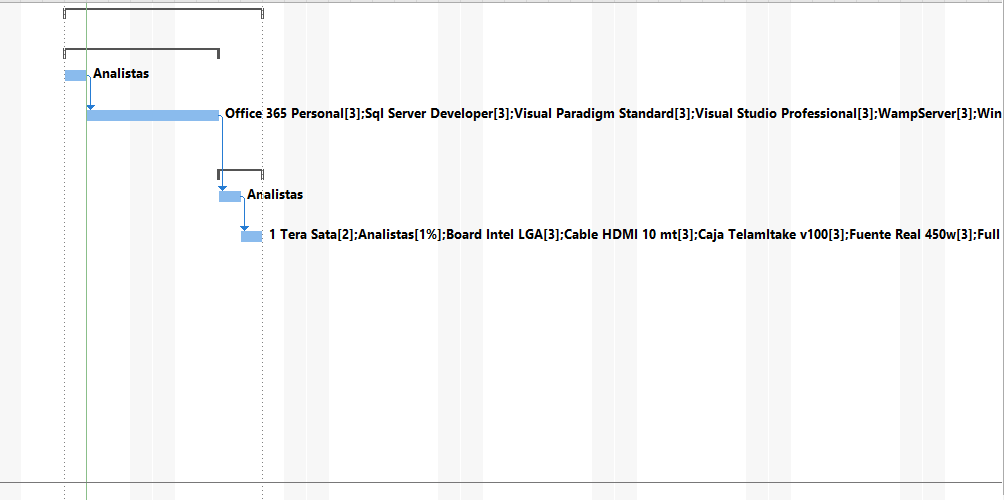 Analistas
Office 365 Personal[3];Sql Server Developer[3];Visual Paradigm Standard[3];Visual Studio Professional[3];WampServer[3];Win
Analistas
1 Tera Sata[2];Analistas[1%];Board Intel LGA[3];Cable HDMI 10 mt[3];Caja TelamItake v100[3];Fuente Real 450w[3];Full